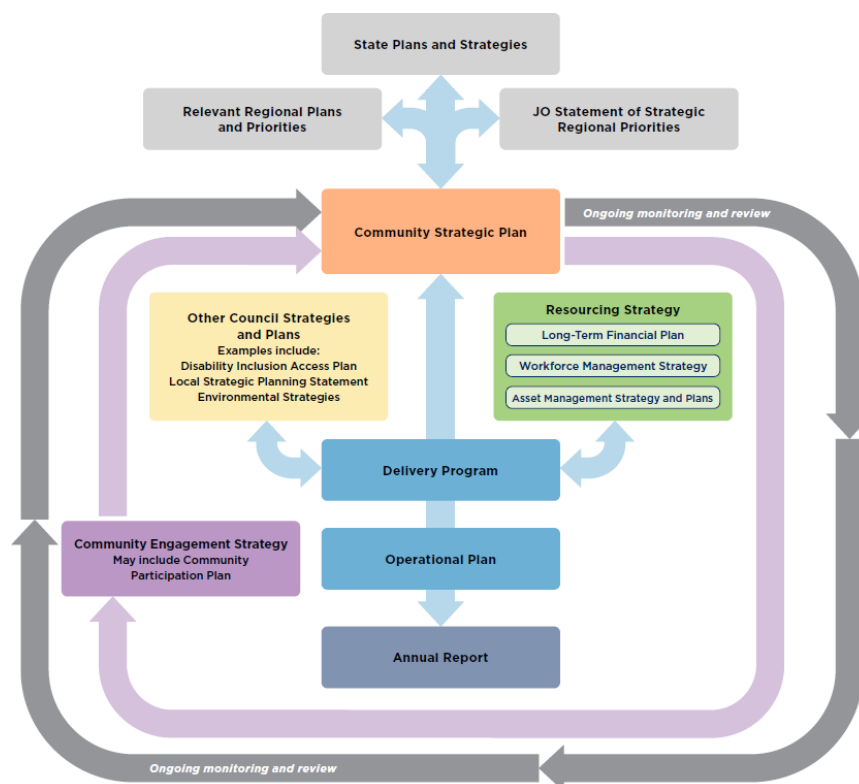 State Plans and Strategies
Relevant Regional Plans
and Priorities
JO Statement of Strategic
Regional Priorities
Community Strategic Plan
Ongoing monitoring and review
Other Council Strategies
and Plans
Examples include:
Disability Inclusion Access Plan
Local Strategic Planning Statement
Environmental Strategies
Resourcing Strategy
Long-Term Financial Plan
Workforce Management Strategy
Asset Management Strategy and Plans
Delivery Program
Community Engagement Strategy
May include Community
Participation Plan
Operational Plan
Annual Report
Ongoing monitoring and review